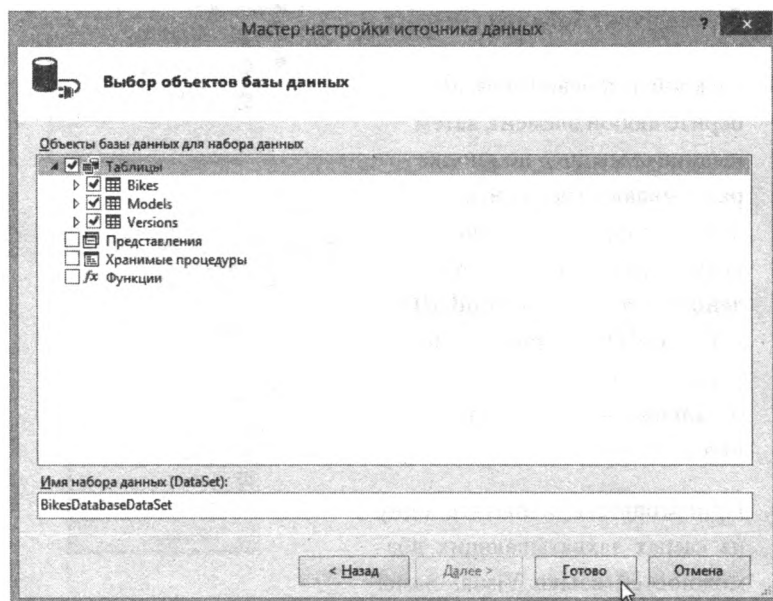 Мастер настройки источника данных
?
Выбор объектов базы данных
Объекты базы данных для набора данных
Таблицы
Bikes
Models
Versions
Представления
Хранимые процедуры
fx Функции
Имя набора данных (DataSet):
BikesDatabaseDataSet
< Назад Далее > Готово Отмена